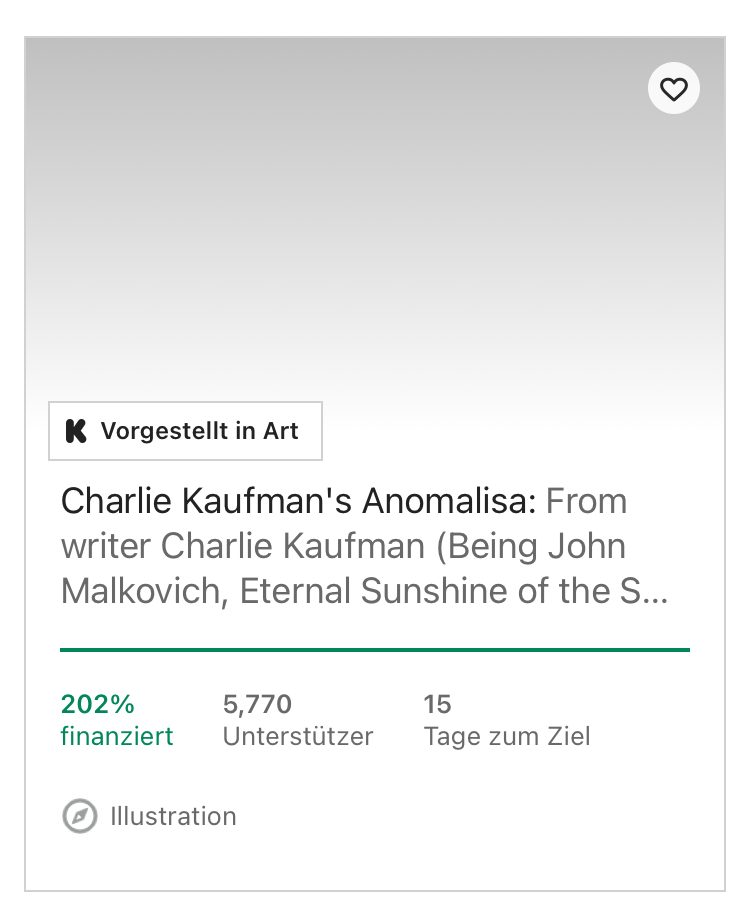 Vorgestellt in Art
Charlie Kaufman's Anomalisa: From
writer Charlie Kaufman (Being John
Malkovich, Eternal Sunshine of the S...
202% 5,770 15
finanziert Unterstützer Tage zum Ziel
Illustration